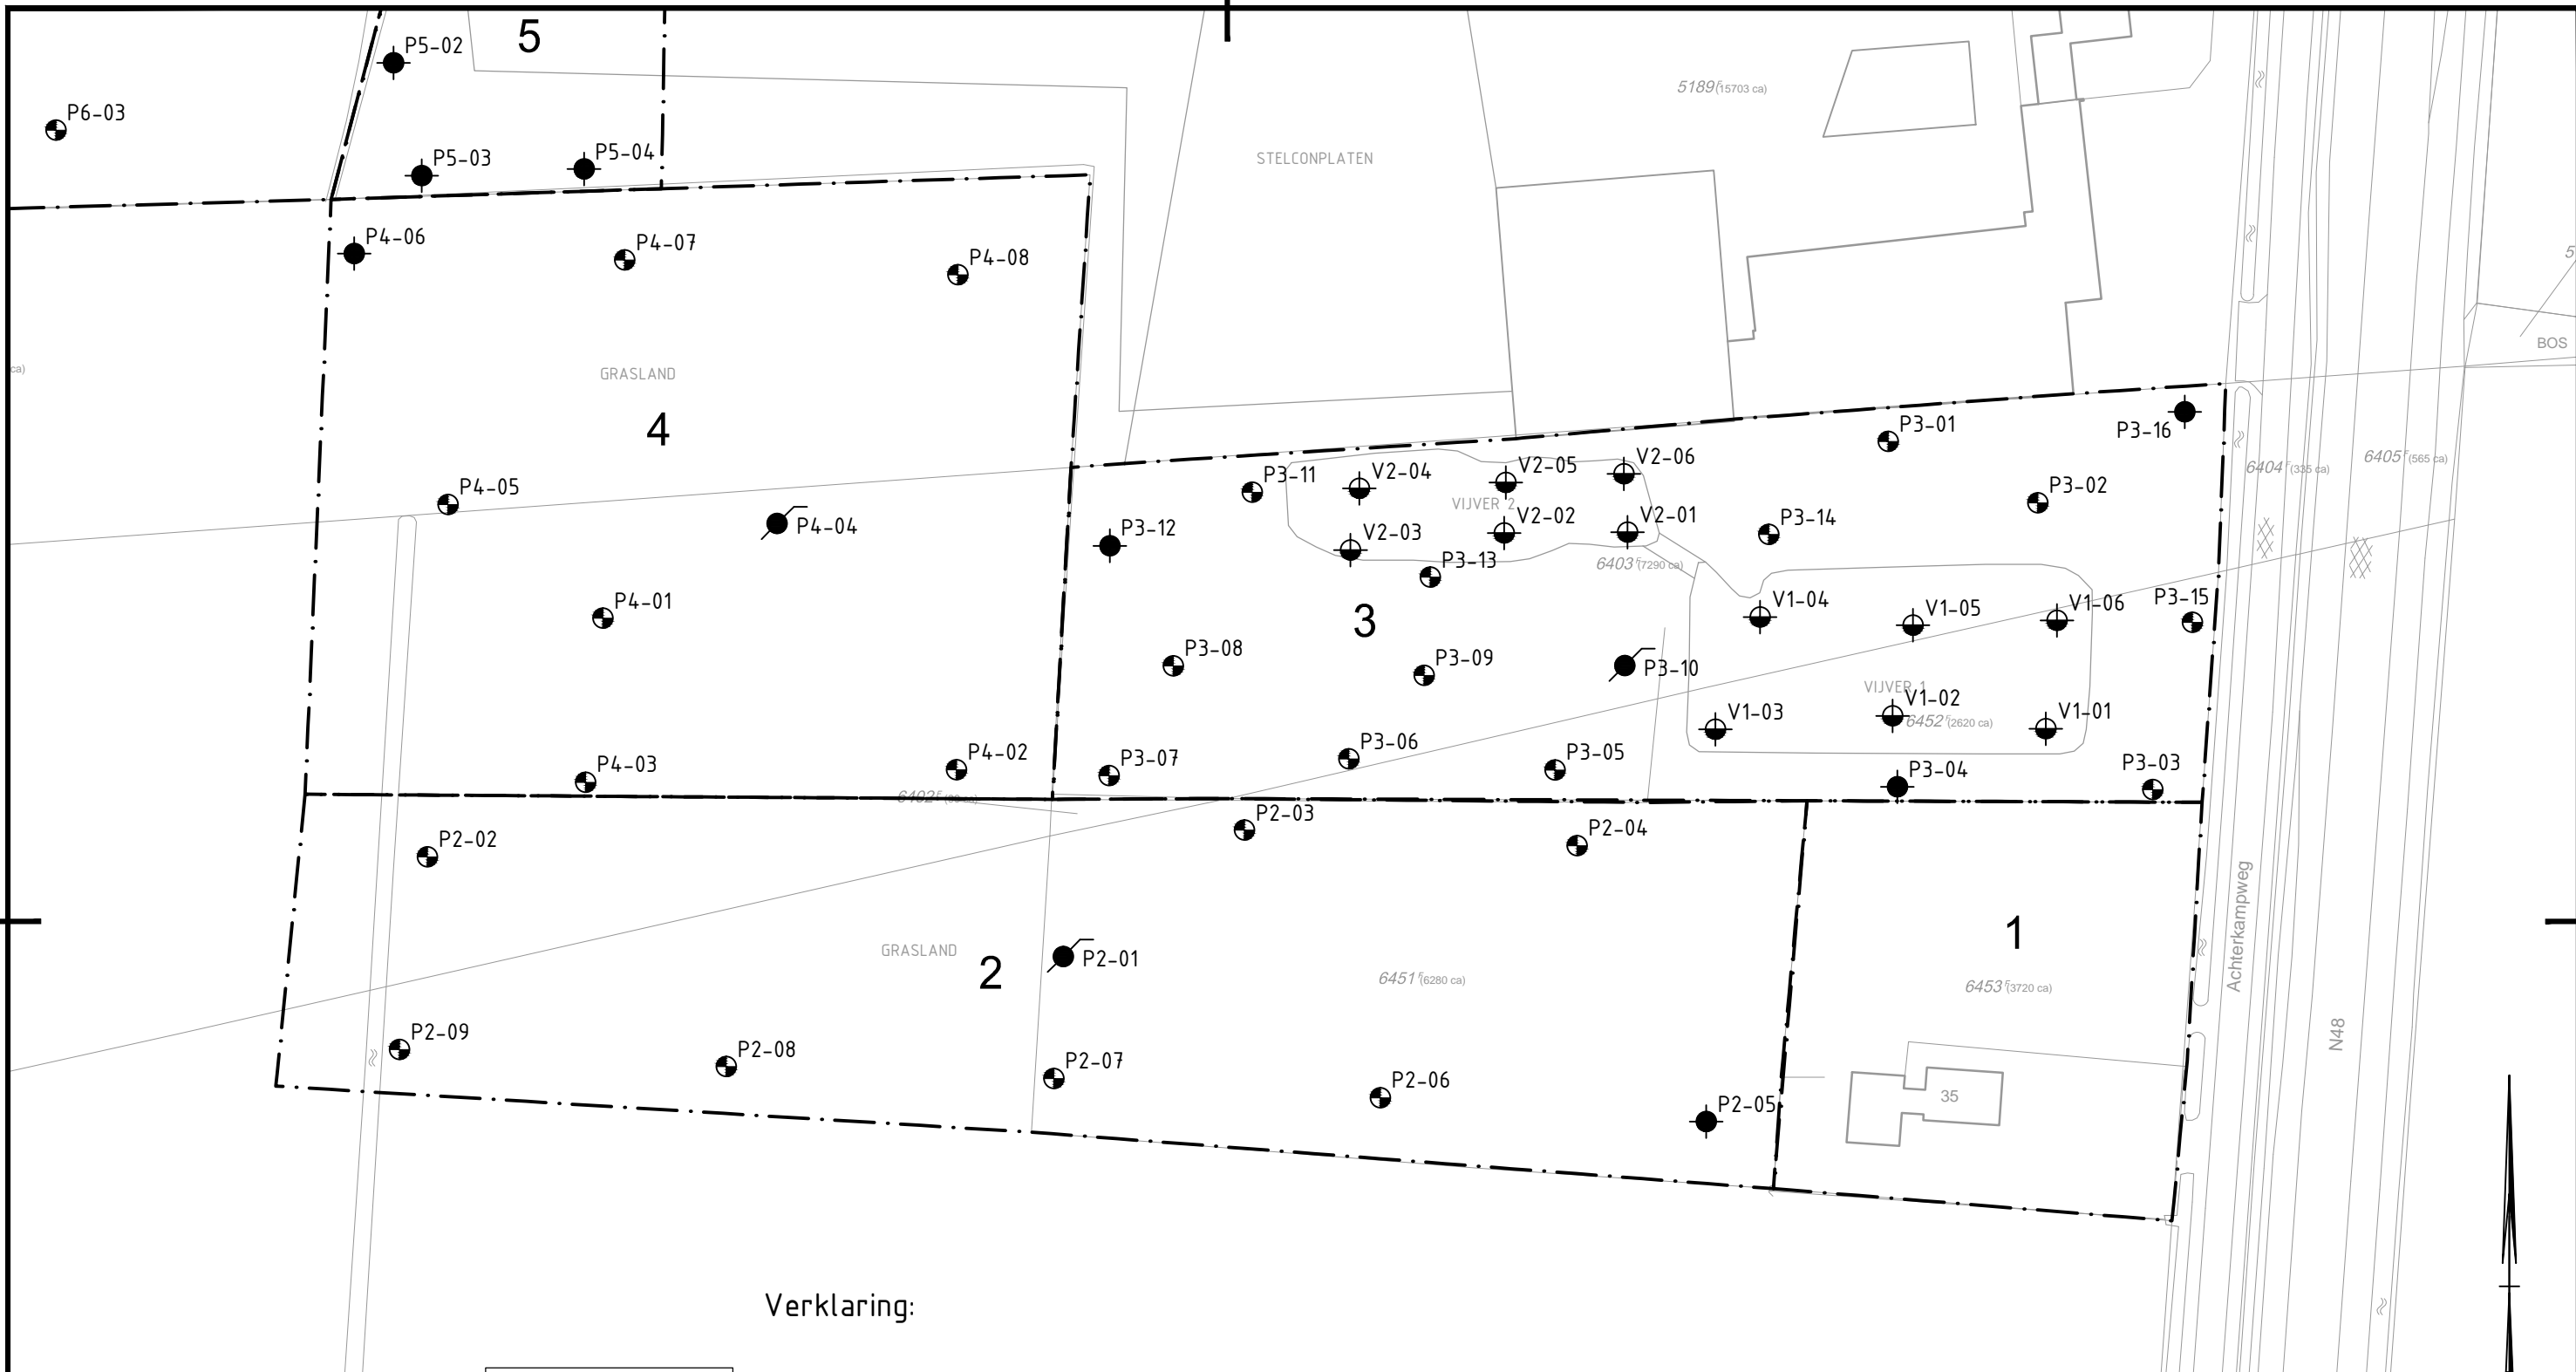 5
P5-02
5189 F (15703 ca)
P6-03
P5-03
P5-04
STELCONPLATEN
P4-06
P4-07
P4-08
BOS
ca)
GRASLAND
4
P3-01
P3-16
6404 F (335 ca)
6405 F (565 ca)
P4-05
P4-04
P3-11
V2-04
V2-05
V2-06
VIJVER 2
P3-02
P3-12
V2-03
V2-02
V2-01
P3-14
P3-13
6403 F (7290 ca)
P4-01
3
V1-04
V1-05
V1-06
P3-15
P3-08
P3-09
P3-10
VIJVER 1
V1-03
V1-02
6452 F (2620 ca)
V1-01
P4-03
P4-02
P3-07
P3-06
P3-05
P3-04
P3-03
6402 F
P2-02
P2-03
P2-04
Achterkampweg
GRASLAND
2
P2-01
6451 F (6280 ca)
1
6453 F (3720 ca)
N48
P2-09
P2-08
P2-07
P2-06
P2-05
35
Verklaring: